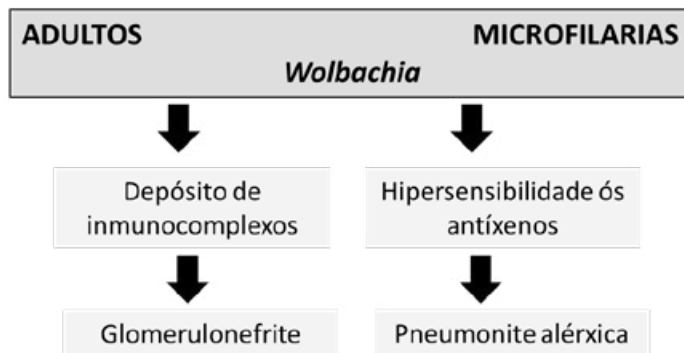 ADULTOS MICROFILARIAS
Wolbachia
Depósito de
inmunocomplexos
Hipersensibilidade ós
antíxenos
Glomerulonefrite
Pneumonite alérxica